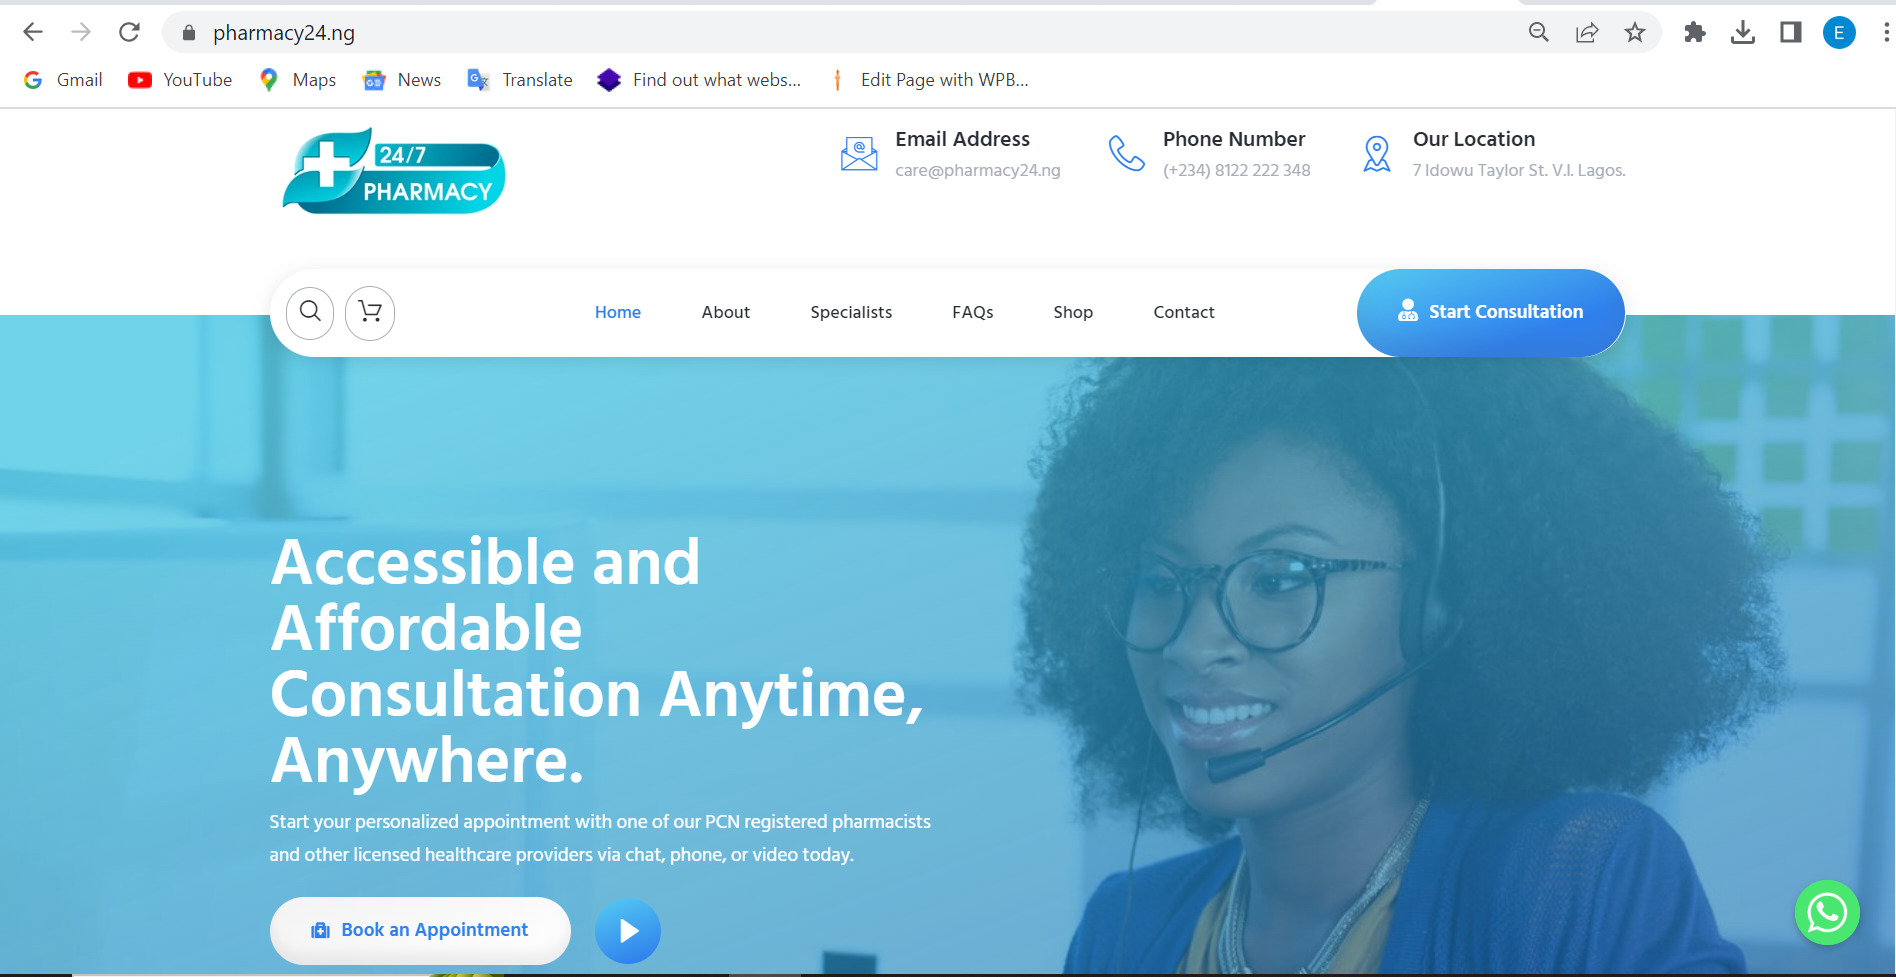 pharmacy24.ng
E
Gmail
YouTube
Maps
News
Translate
Find out what webs...
Edit Page with WPB...
24/7
PHARMACY
Email Address
care@pharmacy24.ng
Phone Number
(+234) 8122 222 348
Our Location
7 Idowu Taylor St. V.I. Lagos.
Home
About
Specialists
FAQs
Shop
Contact
Start Consultation
Accessible and
Affordable
Consultation Anytime,
Anywhere.
Start your personalized appointment with one of our PCN registered pharmacists
and other licensed healthcare providers via chat, phone, or video today.
Book an Appointment